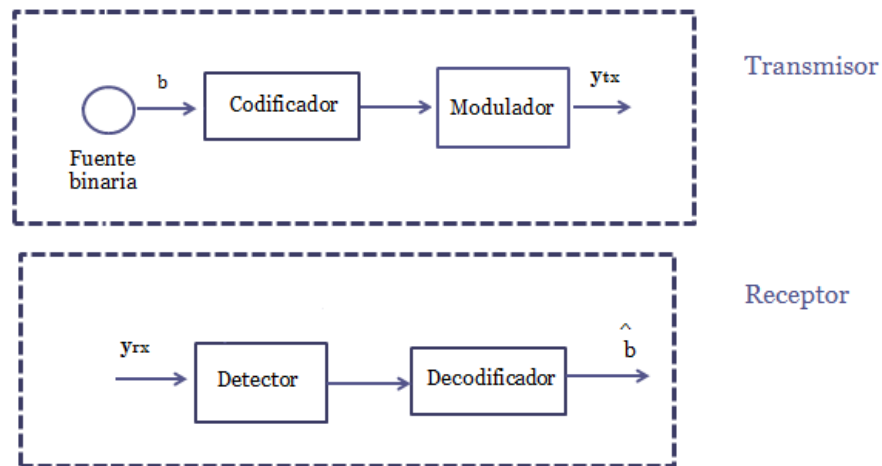 Transmisor
b
Codificador
Modulador
ytx
Fuente
binaria
Receptor
yrx
Detector
Decodificador
^
b